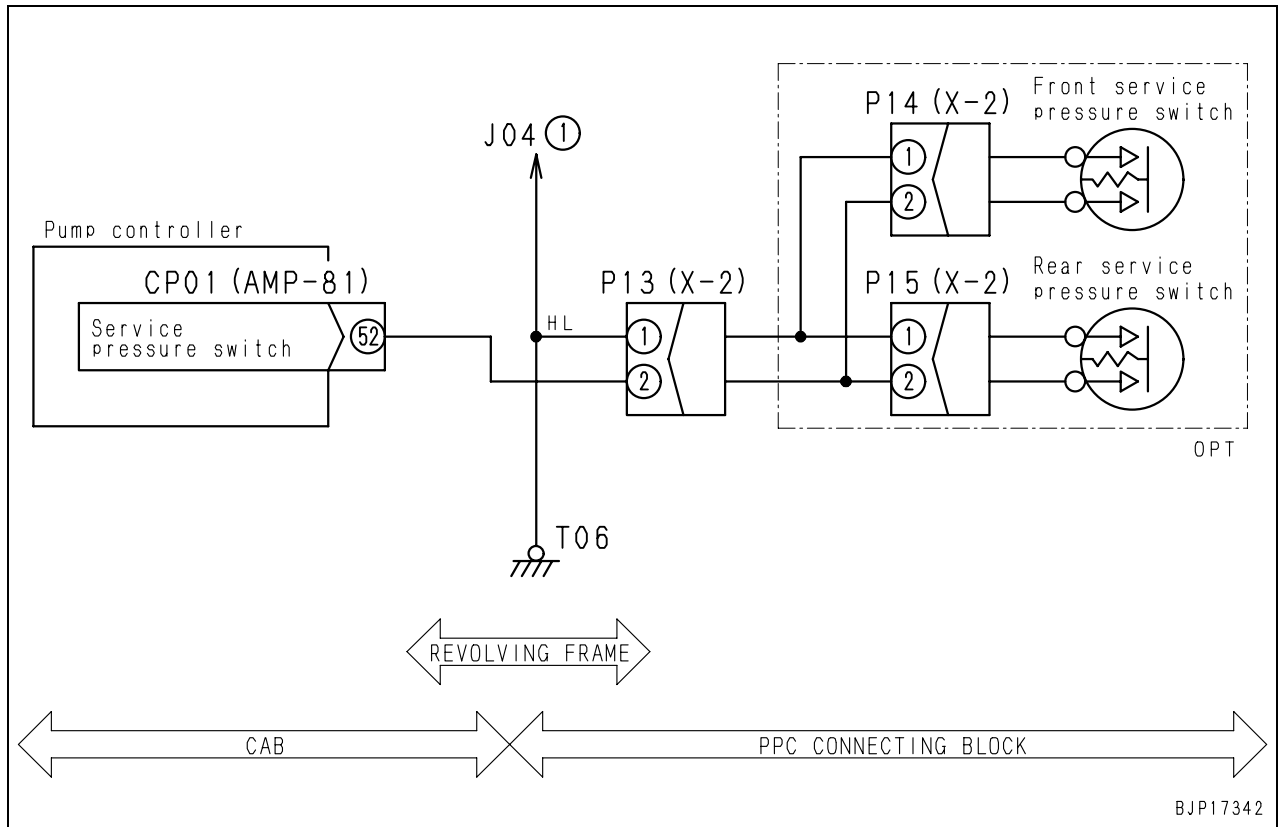 Front service
pressure switch
P14 (X-2)
1
2
J04 1
Pump controller
CP01 (AMP-81)
Service
pressure switch
52
HL
P13 (X-2)
1
2
Rear service
pressure switch
P15 (X-2)
1
2
OPT
T06
REVOLVING FRAME
CAB
PPC CONNECTING BLOCK
BJP17342